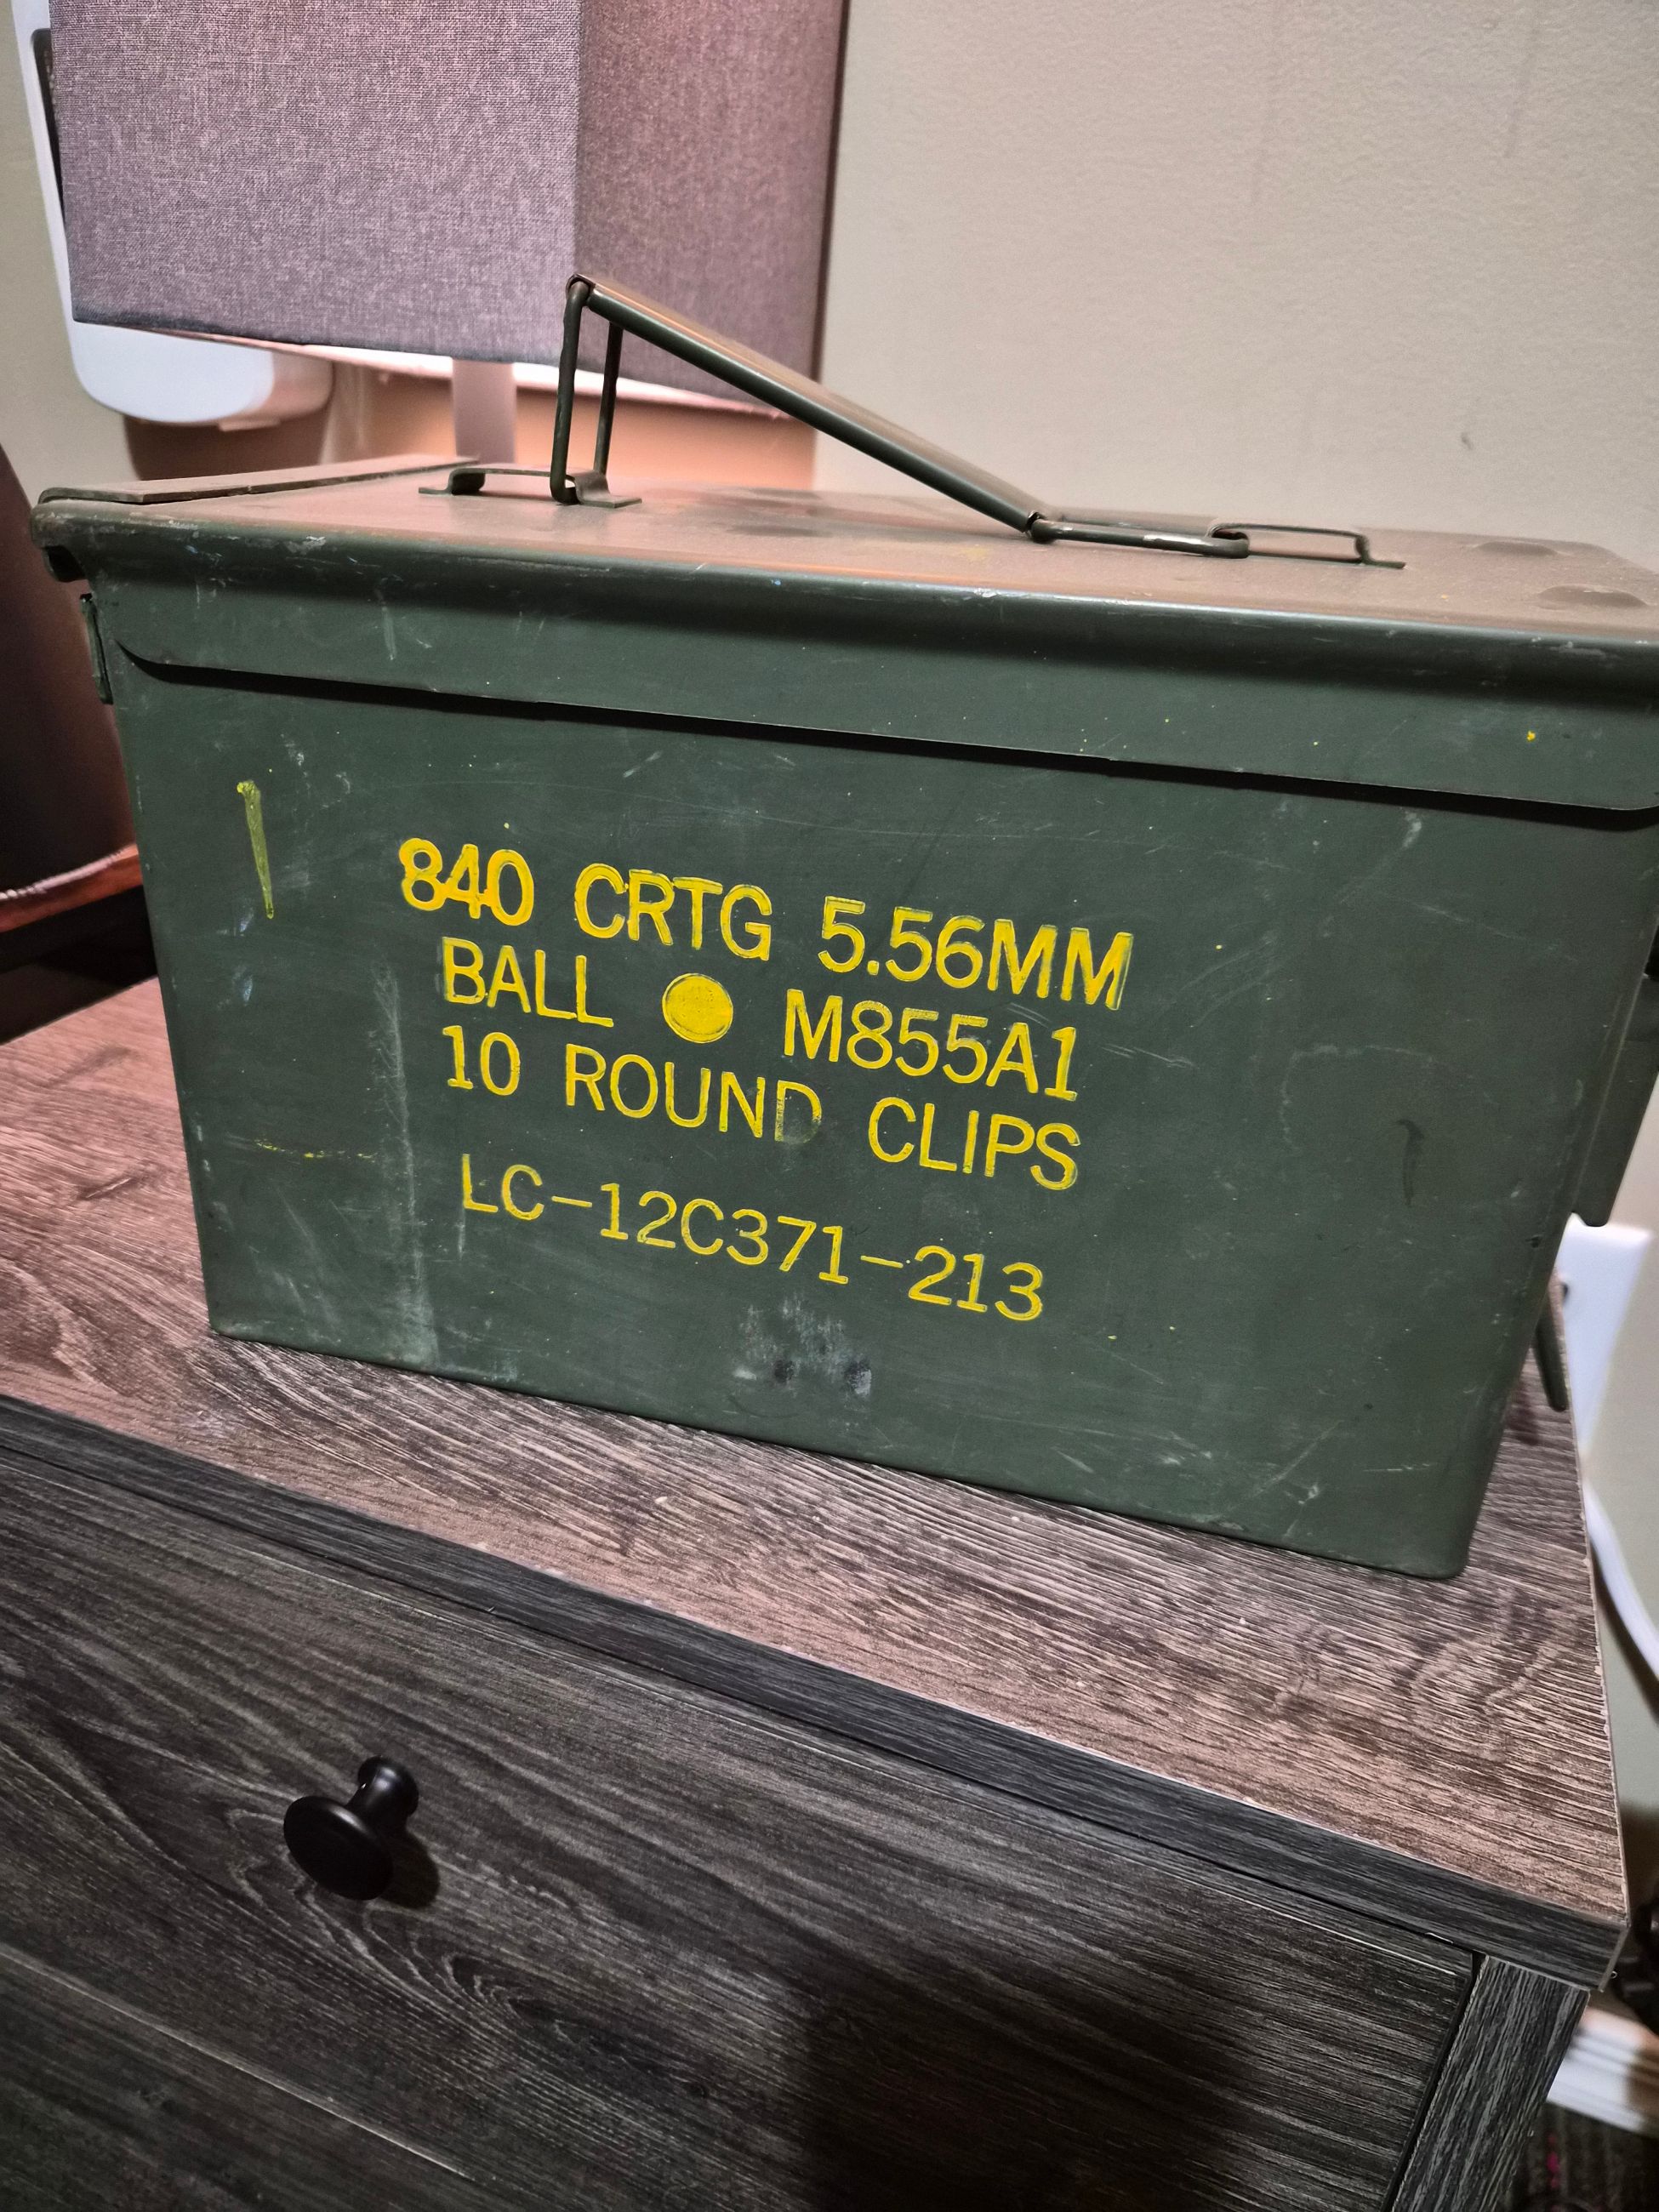 840 CRTG 5.56MM
BALL M855A1
10 ROUND CLIPS
LC-12C371-213